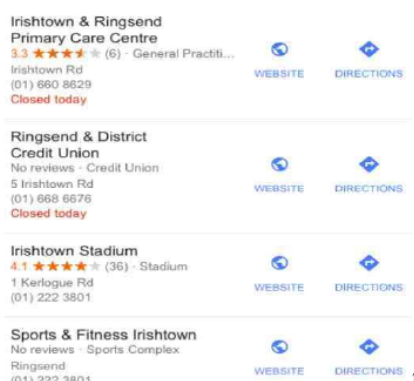 Irishtown & Ringsend
Primary Care Centre
3.3 ★★★★★ (6) · General Practiti...
Irishtown Rd
(01) 660 8629
Closed today
WEBSITE
DIRECTIONS
Ringsend & District
Credit Union
No reviews · Credit Union
5 Irishtown Rd
(01) 668 6676
Closed today
WEBSITE
DIRECTIONS
Irishtown Stadium
4.1 ★★★★★ (36) · Stadium
1 Kerlogue Rd
(01) 222 3801
WEBSITE
DIRECTIONS
Sports & Fitness Irishtown
No reviews · Sports Complex
Ringsend
(01) 222 3801
WEBSITE
DIRECTIONS